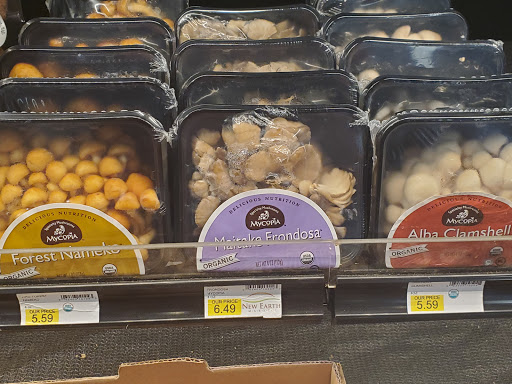 DELICIOUS NUTRITION
MYCOPIA
Forest Nameko
DELICIOUS NUTRITION
MYCOPIA
Maitake Frondosa
ORGANIC
DELICIOUS NUTRITION
MYCOPIA
Alba Clamshell
ORGANIC
OUR PRICE
5.59
OUR PRICE
6.49
NEW EARTH
OUR PRICE
5.59